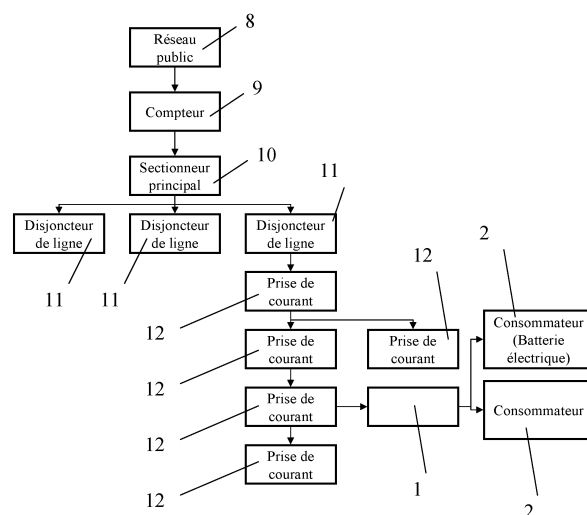 8
Réseau
public
9
Compteur
10
Sectionneur
principal
11
Disjoncteur
de ligne
Disjoncteur
de ligne
Disjoncteur
de ligne
11
11
2
12
Prise de
courant
12
Consommateur
(Batterie
électrique)
Prise de
courant
Prise de
courant
12
Prise de
courant
Consommateur
12
Prise de
courant
12
1
2